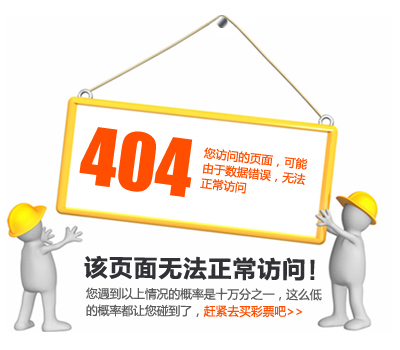 404
您访问的页面，可能
由于数据错误，无法
正常访问
该页面无法正常访问！
您遇到以上情况的概率是十万分之一，这么低
的概率都让您碰到了，赶紧去买彩票吧>>